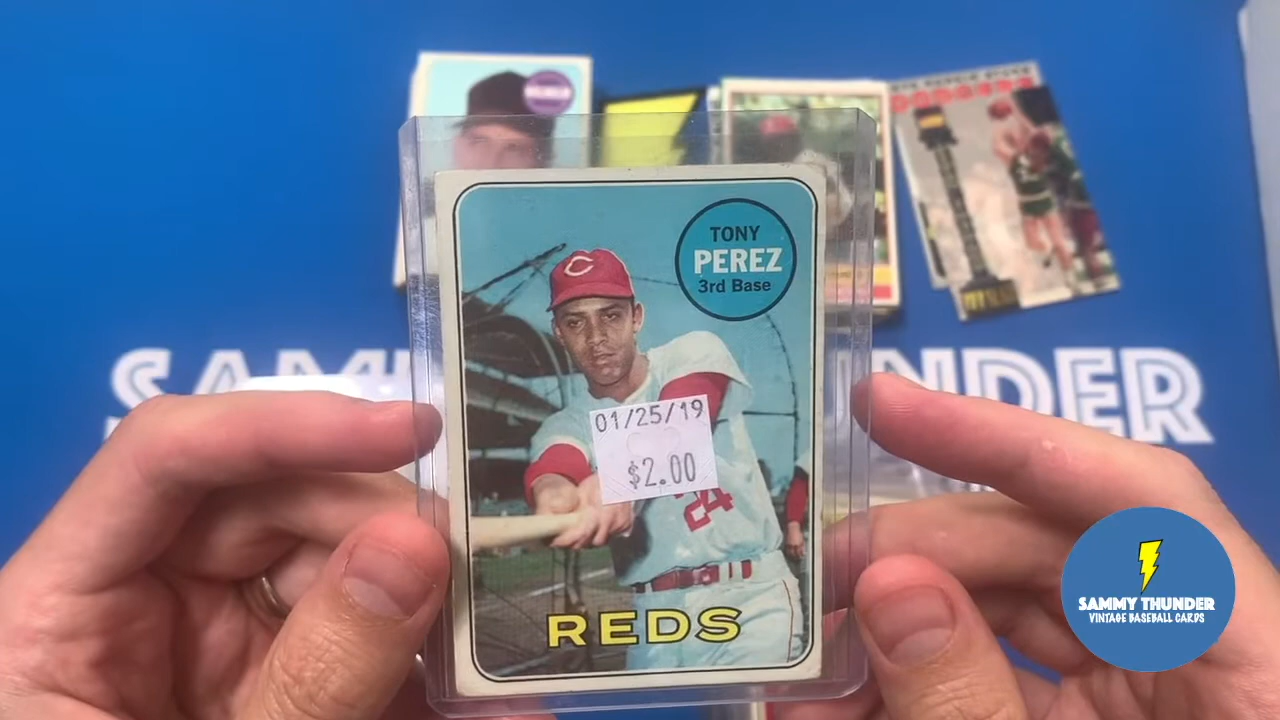 TONY
PEREZ
3rd Base
01/25/19
$2.00
24
REDS
C
SAMMY THUNDER
VINTAGE BASEBALL CARDS